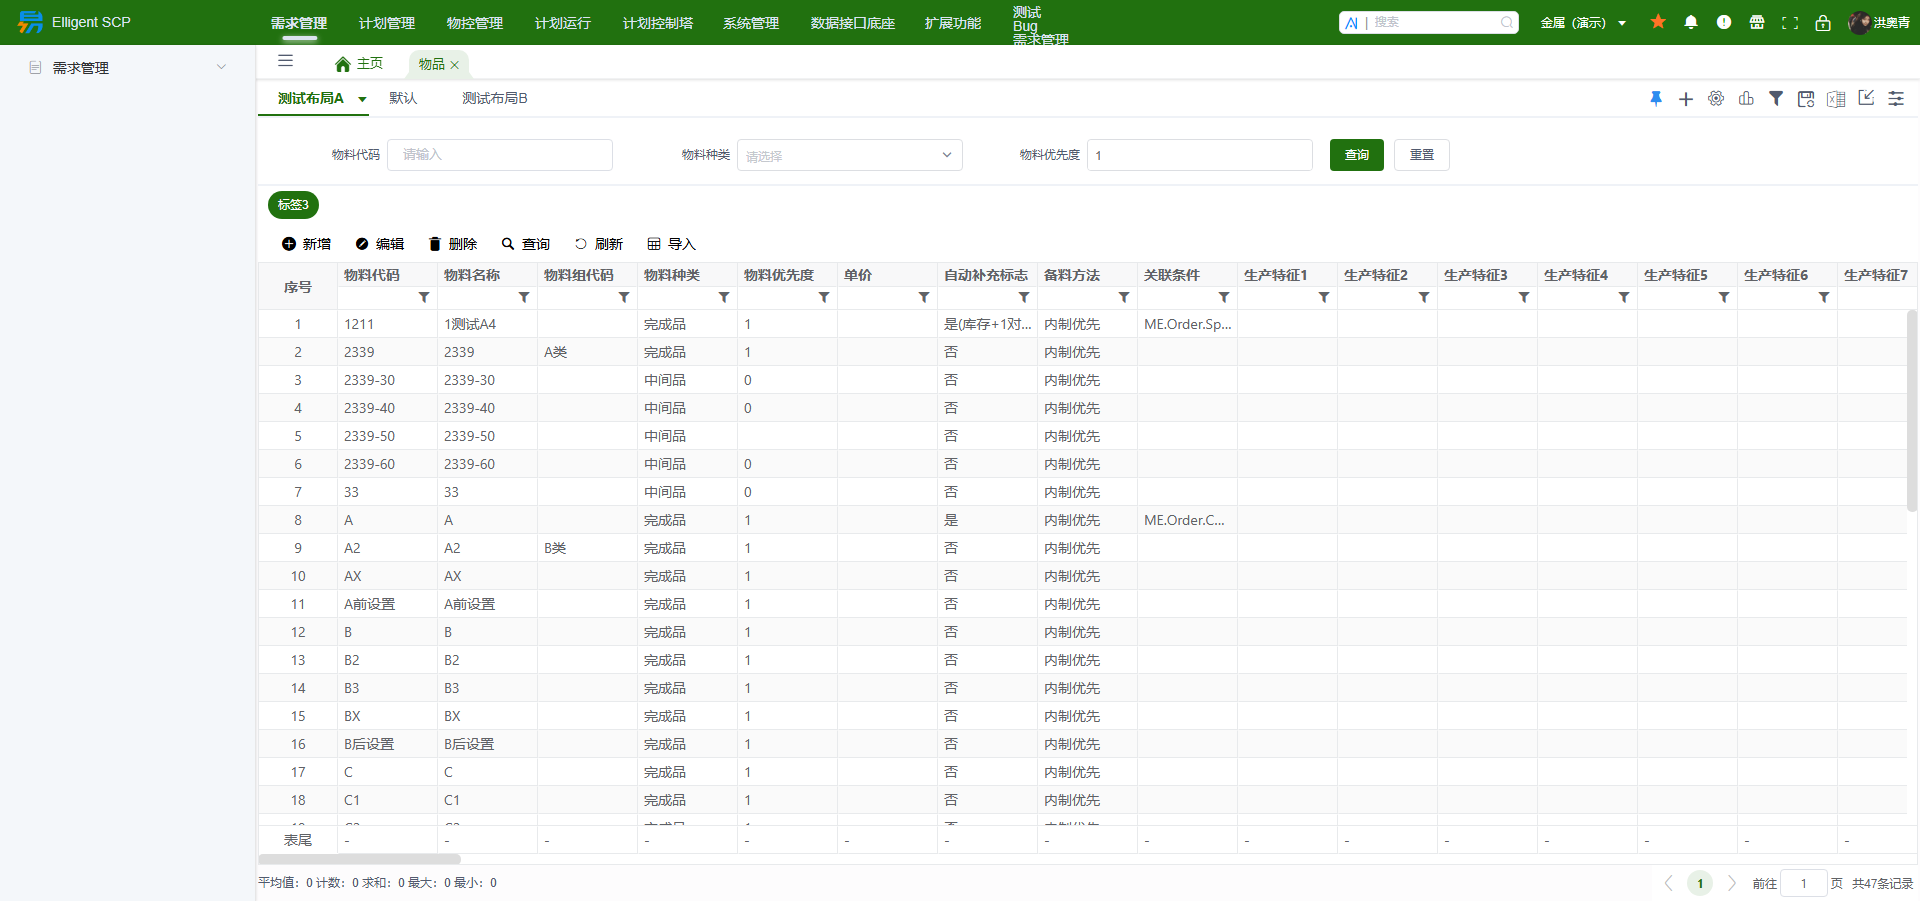 Elligent SCP
需求管理 计划管理 物控管理 计划运行 计划控制塔 系统管理 数据接口底座 扩展功能 测试
Bug
需求管理
AI | 搜索
金属（演示）
洪奥青
需求管理
主页 物品
测试布局A 默认 测试布局B
物料代码 请输入 物料种类 请选择 物料优先度 1 查询 重置
标签3
新增 编辑 删除 查询 刷新 导入
序号 物料代码 物料名称 物料组代码 物料种类 物料优先度 单价 自动补充标志 备料方法 关联条件 生产特征1 生产特征2 生产特征3 生产特征4 生产特征5 生产特征6 生产特征7
1 1211 1测试A4 完成品 1 是(库存+1对... 内制优先 ME.Order.Sp...
2 2339 2339 A类 完成品 1 否 内制优先
3 2339-30 2339-30 中间品 0 否 内制优先
4 2339-40 2339-40 中间品 0 否 内制优先
5 2339-50 2339-50 中间品 否 内制优先
6 2339-60 2339-60 中间品 0 否 内制优先
7 33 33 中间品 0 否 内制优先
8 A A 完成品 1 是 内制优先 ME.Order.C...
9 A2 A2 B类 完成品 1 否 内制优先
10 AX AX 完成品 1 否 内制优先
11 A前设置 A前设置 完成品 1 否 内制优先
12 B B 完成品 1 否 内制优先
13 B2 B2 完成品 1 否 内制优先
14 B3 B3 完成品 1 否 内制优先
15 BX BX 完成品 1 否 内制优先
16 B后设置 B后设置 完成品 1 否 内制优先
17 C C 完成品 1 否 内制优先
18 C1 C1 完成品 1 否 内制优先
表尾 - - - - - - - - - - - - - - - -
平均值：0 计数：0 求和：0 最大：0 最小：0
1 前往 1 页 共47条记录